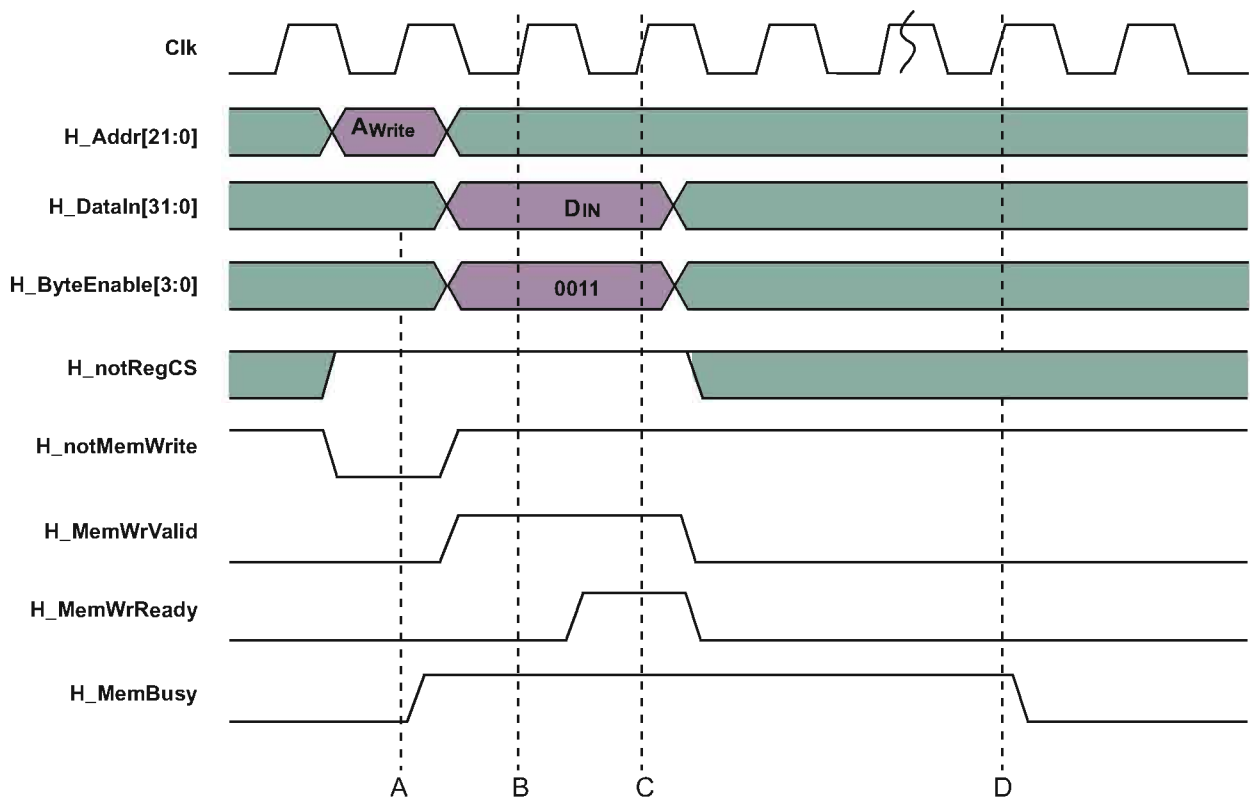 Clk
H_Addr[21:0]
AWrite
H_DataIn[31:0]
DIN
H_ByteEnable[3:0]
0011
H_notRegCS
H_notMemWrite
H_MemWrValid
H_MemWrReady
H_MemBusy
A B C D